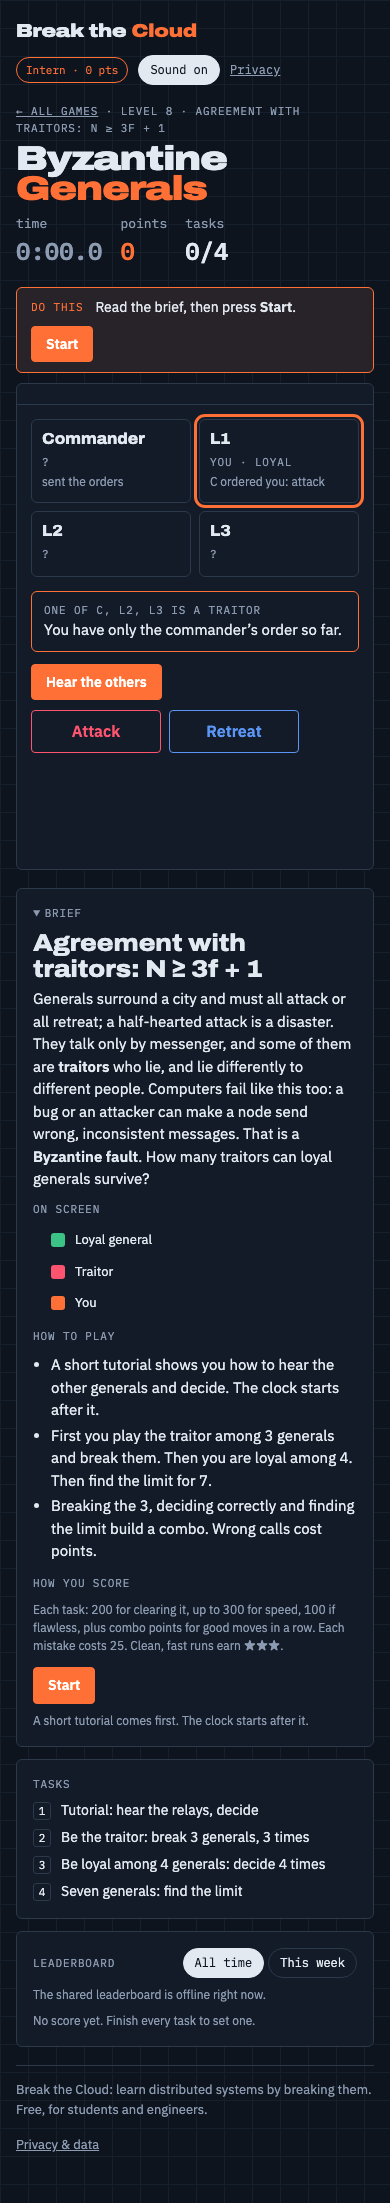 Break the Cloud
Intern · 0 pts
Sound on
Privacy
← ALL GAMES · LEVEL 8 · AGREEMENT WITH
TRAITORS: N ≥ 3F + 1
Byzantine
Generals
time points tasks
0:00.0 0 0/4
DO THIS Read the brief, then press Start.
Start
Commander
?
sent the orders
L1
YOU · LOYAL
C ordered you: attack
L2
?
L3
?
ONE OF C, L2, L3 IS A TRAITOR
You have only the commander’s order so far.
Hear the others
Attack
Retreat
▼ BRIEF
Agreement with
traitors: N ≥ 3f + 1
Generals surround a city and must all attack or
all retreat; a half-hearted attack is a disaster.
They talk only by messenger, and some of them
are traitors who lie, and lie differently to
different people. Computers fail like this too: a
bug or an attacker can make a node send
wrong, inconsistent messages. That is a
Byzantine fault. How many traitors can loyal
generals survive?
ON SCREEN
Loyal general
Traitor
You
HOW TO PLAY
• A short tutorial shows you how to hear the
other generals and decide. The clock starts
after it.
• First you play the traitor among 3 generals
and break them. Then you are loyal among 4.
Then find the limit for 7.
• Breaking the 3, deciding correctly and finding
the limit build a combo. Wrong calls cost
points.
HOW YOU SCORE
Each task: 200 for clearing it, up to 300 for speed, 100 if
flawless, plus combo points for good moves in a row. Each
mistake costs 25. Clean, fast runs earn ★★★.
Start
A short tutorial comes first. The clock starts after it.
TASKS
1 Tutorial: hear the relays, decide
2 Be the traitor: break 3 generals, 3 times
3 Be loyal among 4 generals: decide 4 times
4 Seven generals: find the limit
LEADERBOARD
All time
This week
The shared leaderboard is offline right now.
No score yet. Finish every task to set one.
Break the Cloud: learn distributed systems by breaking them.
Free, for students and engineers.
Privacy & data